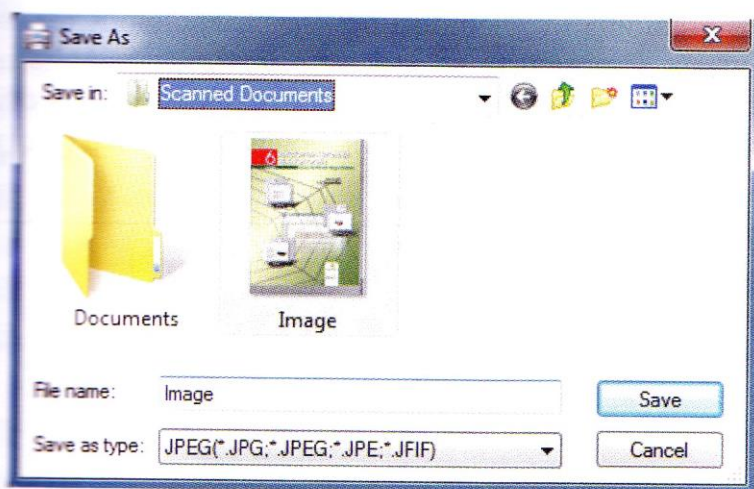 Save As
Save in: Scanned Documents
6
Documents
Image
File name: Image
Save
Save as type: JPEG(*.JPG;*.JPEG;*.JPE;*.JFIF)
Cancel